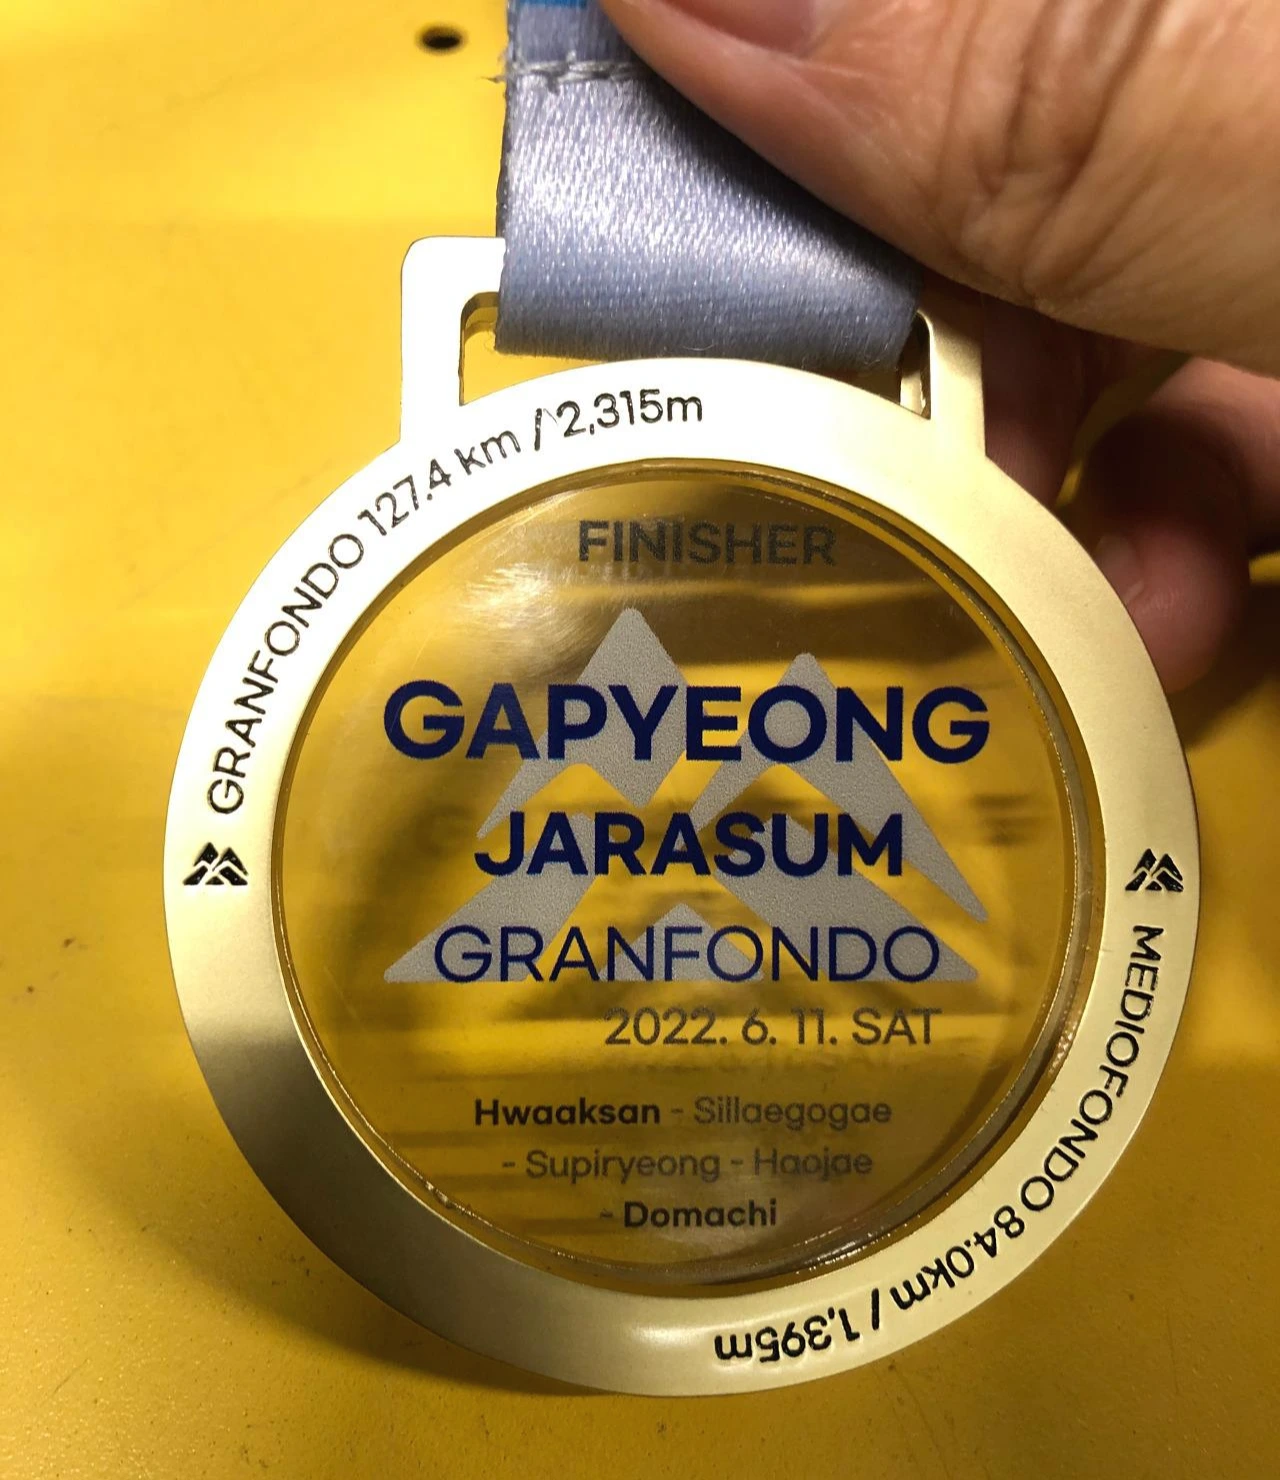 GRANFONDO 127.4 km / 2,315m
FINISHER
GAPYEONG
JARASUM
GRANFONDO
2022. 6. 11. SAT
Hwaaksan - Sillaegogae
- Supiryeong - Haojae
- Domachi
MEDIOFONDO 84.0km / 1,395m